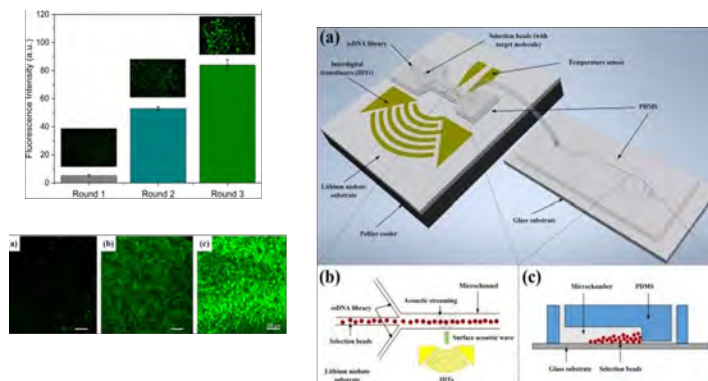 120
100
80
60
40
20
0
Fluorescence Intensity (a.u.)
Round 1
Round 2
Round 3
(b)
(c)
(a)
ssDNA library
Selection beads (with
target molecule)
Interdigital
transducers (IDTs)
Temperature sensor
PDMS
Lithium niobate
substrate
Peltier cooler
Glass substrate
(b)
Microchannel
Acoustic streaming
ssDNA library
Selection beads
Surface acoustic wave
Lithium niobate
substrate
IDTs
(c)
Microchamber
PDMS
Glass substrate
Selection beads